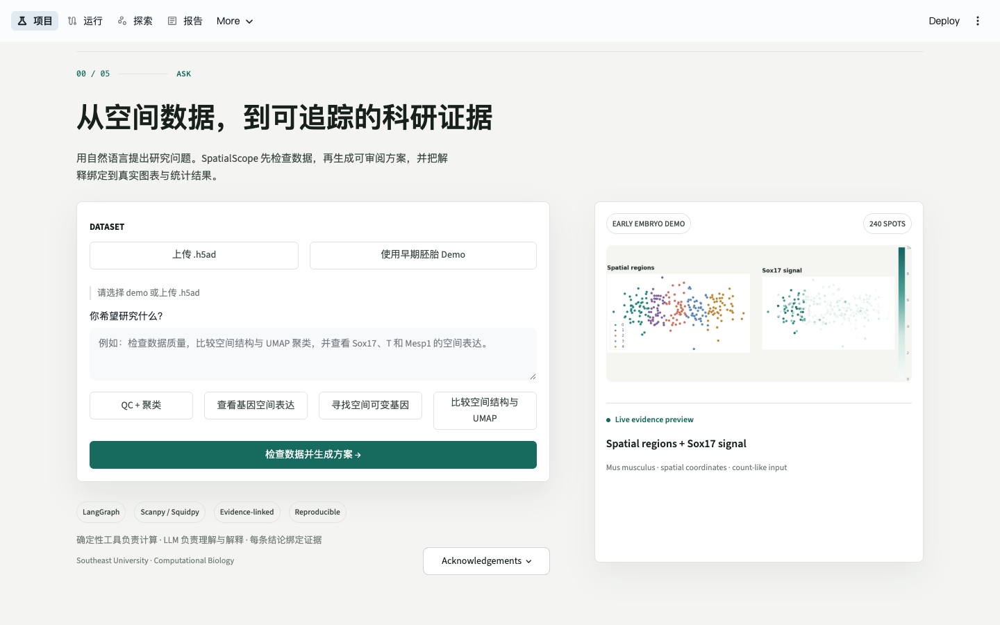 项目 运行 探索 报告 More Deploy
00 / 05 ASK
从空间数据，到可追踪的科研证据
用自然语言提出研究问题。SpatialScope 先检查数据，再生成可审阅方案，并把解
释绑定到真实图表与统计结果。
DATASET
上传 .h5ad 使用早期胚胎 Demo
请选择 demo 或上传 .h5ad
你希望研究什么？
例如：检查数据质量，比较空间结构与 UMAP 聚类，并查看 Sox17、T 和 Mesp1 的空间表达。
QC + 聚类 查看基因空间表达 寻找空间可变基因 比较空间结构与
UMAP
检查数据并生成方案 →
LangGraph Scanpy / Squidpy Evidence-linked Reproducible
确定性工具负责计算 · LLM 负责理解与解释 · 每条结论绑定证据
Southeast University · Computational Biology Acknowledgements
EARLY EMBRYO DEMO 240 SPOTS
Spatial regions
0
1
2
3
4
Sox17 signal
8
6
4
2
0
Live evidence preview
Spatial regions + Sox17 signal
Mus musculus · spatial coordinates · count-like input